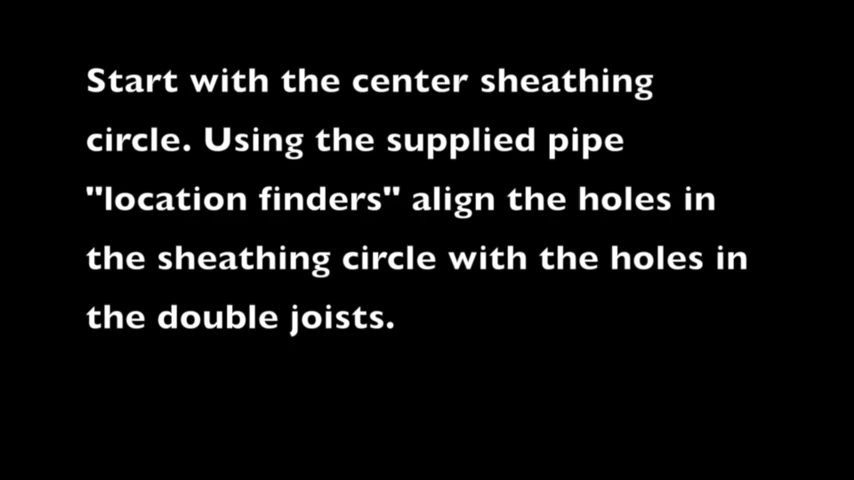 Start with the center sheathing
circle. Using the supplied pipe
"location finders" align the holes in
the sheathing circle with the holes in
the double joists.